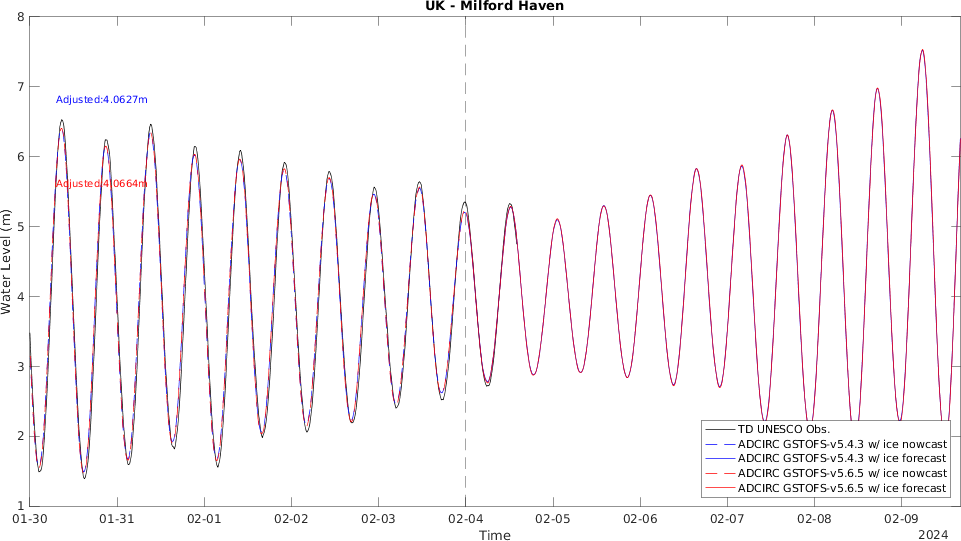 UK - Milford Haven
8
7
6
5
4
3
2
1
Water Level (m)
Adjusted:4.0627m
Adjusted:4.0664m
TD UNESCO Obs.
ADCIRC GSTOFS-v5.4.3 w/ ice nowcast
ADCIRC GSTOFS-v5.4.3 w/ ice forecast
ADCIRC GSTOFS-v5.6.5 w/ ice nowcast
ADCIRC GSTOFS-v5.6.5 w/ ice forecast
01-30 01-31 02-01 02-02 02-03 02-04 02-05 02-06 02-07 02-08 02-09
Time
2024